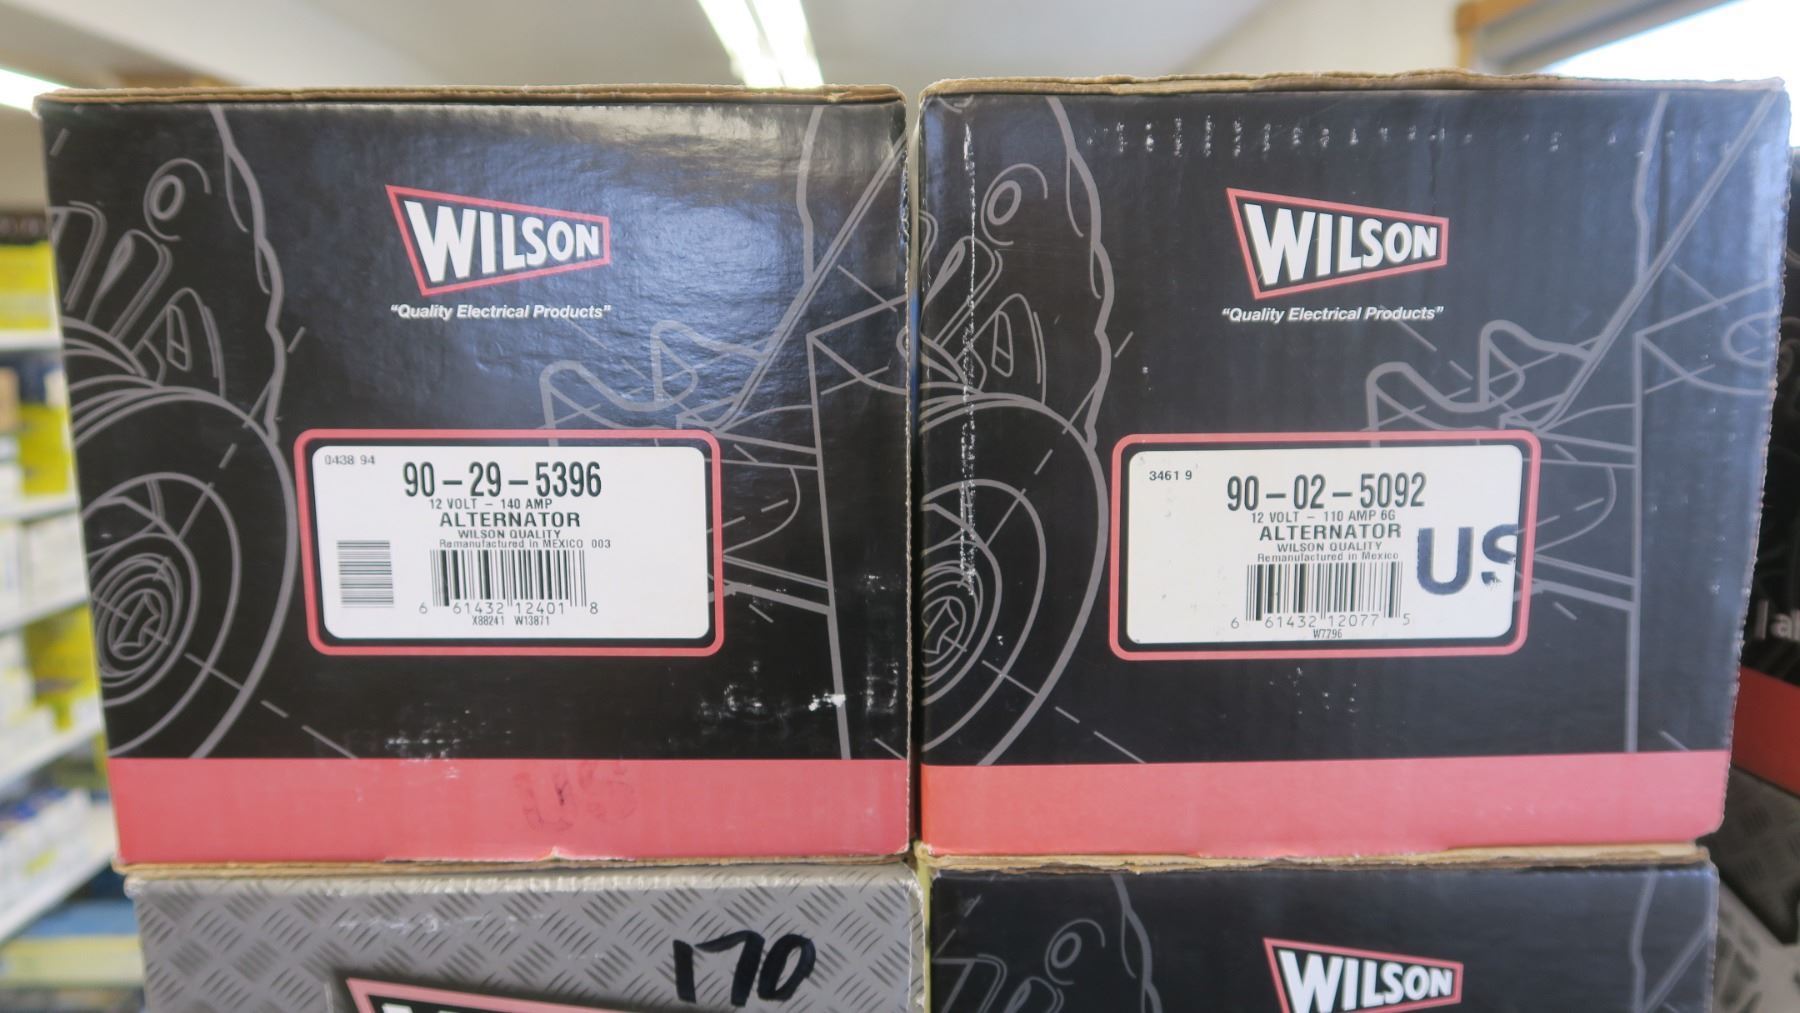 WILSON
"Quality Electrical Products"
0438 94
90-29-5396
12 VOLT - 140 AMP
ALTERNATOR
WILSON QUALITY
Remanufactured in MEXICO 003
6 61432 12401 8
X88241 W13871
US
WILSON
"Quality Electrical Products"
3461 9
90-02-5092
12 VOLT - 110 AMP 6G
ALTERNATOR
WILSON QUALITY
Remanufactured in Mexico
US
6 61432 12077 5
W7796
170
WILSON